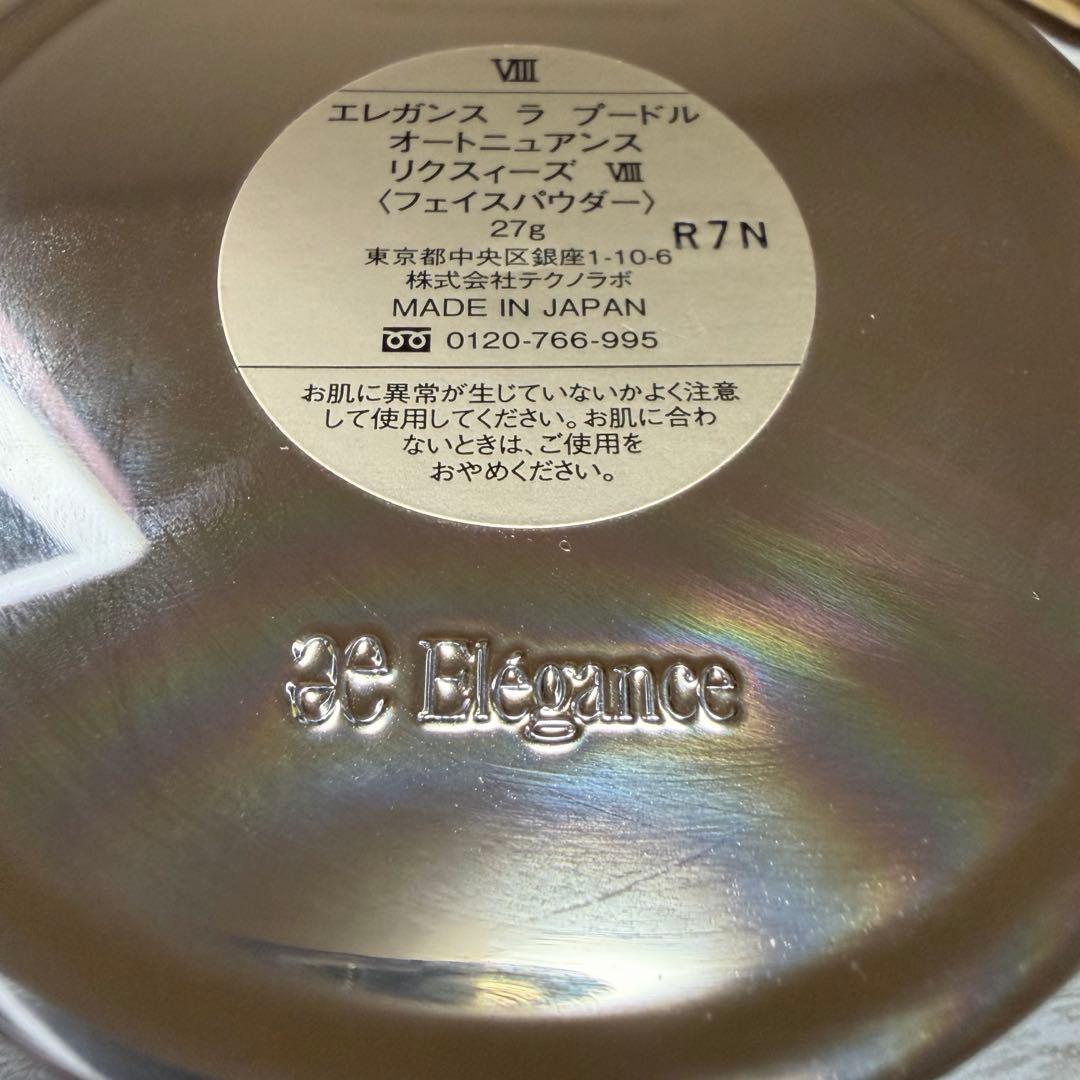 VIII
エレガンス ラ プードル
オートニュアンス
リクスィーズ VIII
〈フェイスパウダー〉
27g
R7N
東京都中央区銀座1-10-6
株式会社テクノラボ
MADE IN JAPAN
0120-766-995
お肌に異常が生じていないかよく注意
して使用してください。お肌に合わ
ないときは、ご使用を
おやめください。
Elégance